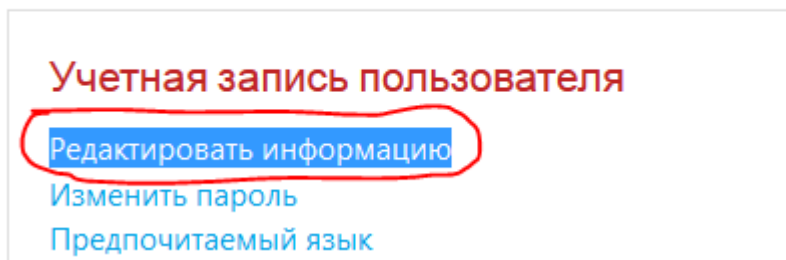 Учетная запись пользователя
Редактировать информацию
Изменить пароль
Предпочитаемый язык